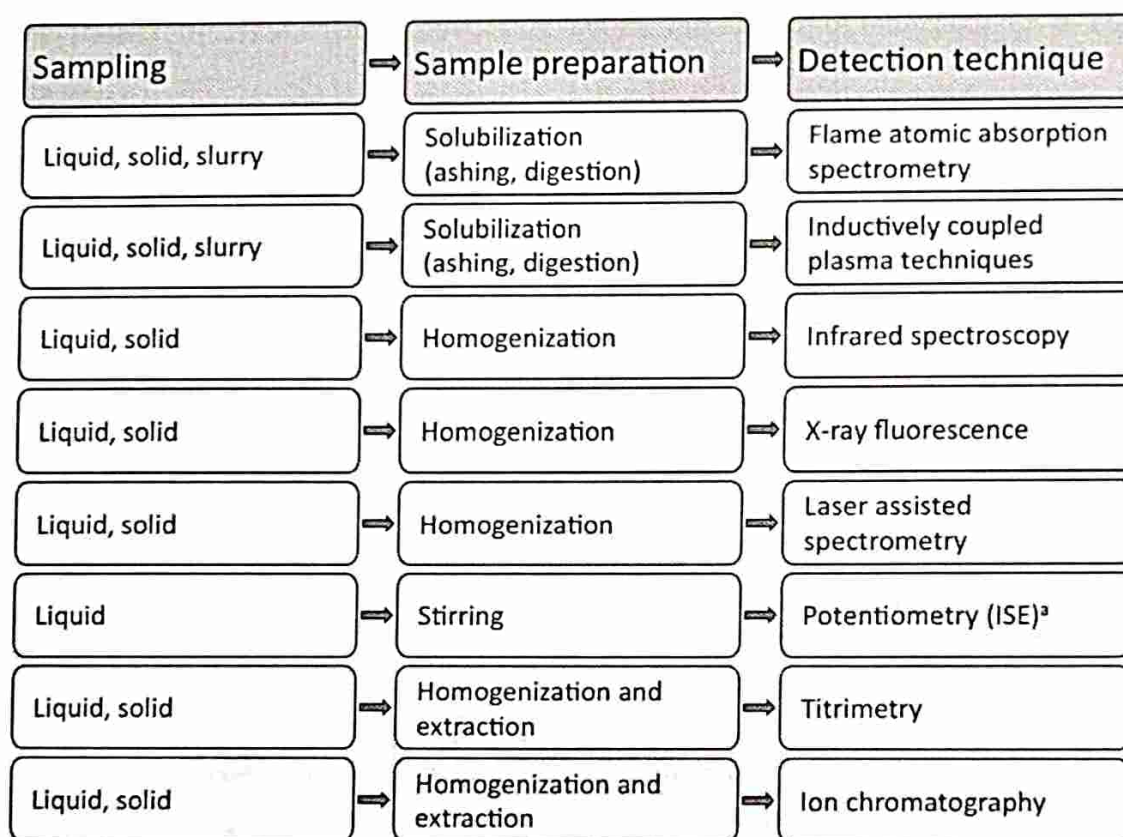 Sampling
Sample preparation
Detection technique
Liquid, solid, slurry
Solubilization
(ashing, digestion)
Flame atomic absorption
spectrometry
Liquid, solid, slurry
Solubilization
(ashing, digestion)
Inductively coupled
plasma techniques
Liquid, solid
Homogenization
Infrared spectroscopy
Liquid, solid
Homogenization
X-ray fluorescence
Liquid, solid
Homogenization
Laser assisted
spectrometry
Liquid
Stirring
Potentiometry (ISE)ᵃ
Liquid, solid
Homogenization and
extraction
Titrimetry
Liquid, solid
Homogenization and
extraction
Ion chromatography